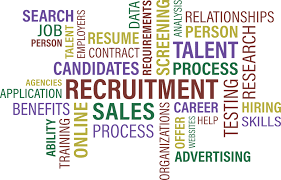 SEARCH
JOB
PERSON
TALENT
EMPLOYERS
RESUME
CONTRACT
DATA
REQUIREMENTS
SCREENING
ANALYSIS
RELATIONSHIPS
PERSON
TALENT
CANDIDATES
PROCESS
RESEARCH
AGENCIES
APPLICATION
RECRUITMENT
BENEFITS
ONLINE
SALES
CAREER
TESTING
HIRING
ABILITY
TRAINING
PROCESS
ORGANIZATIONS
OFFER
WEBSITES
HELP
SKILLS
ADVERTISING